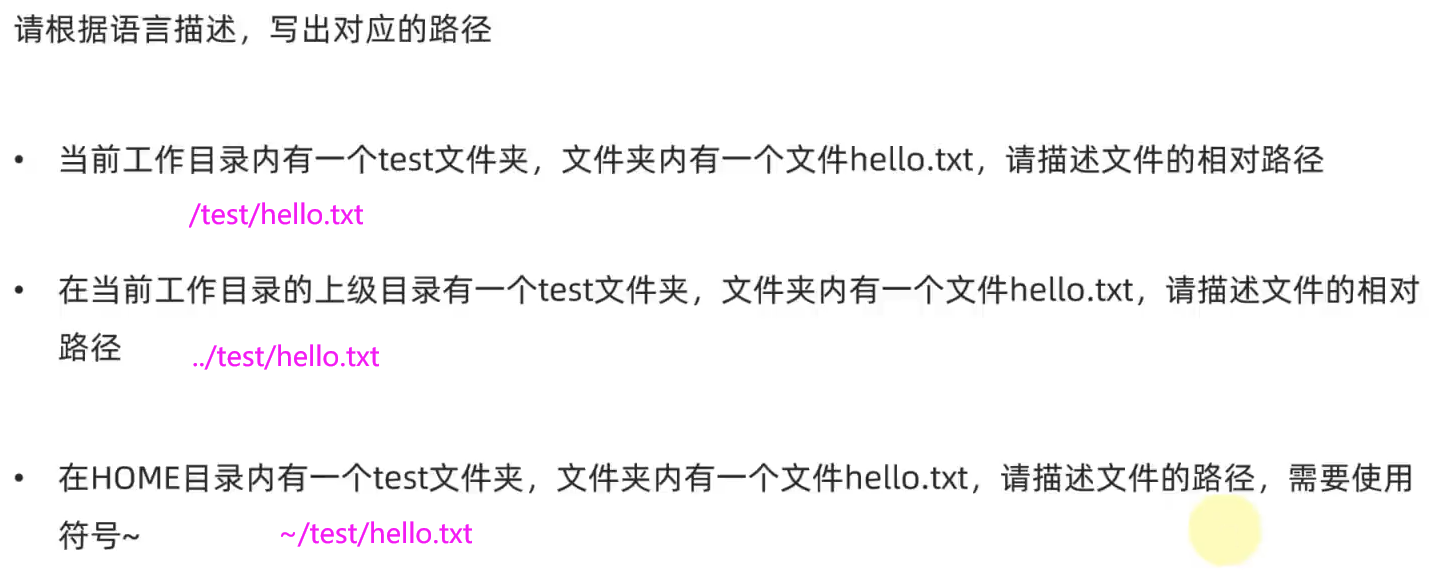 请根据语言描述，写出对应的路径
• 当前工作目录内有一个test文件夹，文件夹内有一个文件hello.txt，请描述文件的相对路径
/test/hello.txt
• 在当前工作目录的上级目录有一个test文件夹，文件夹内有一个文件hello.txt，请描述文件的相对
路径 ../test/hello.txt
• 在HOME目录内有一个test文件夹，文件夹内有一个文件hello.txt，请描述文件的路径，需要使用
符号~ ~/test/hello.txt